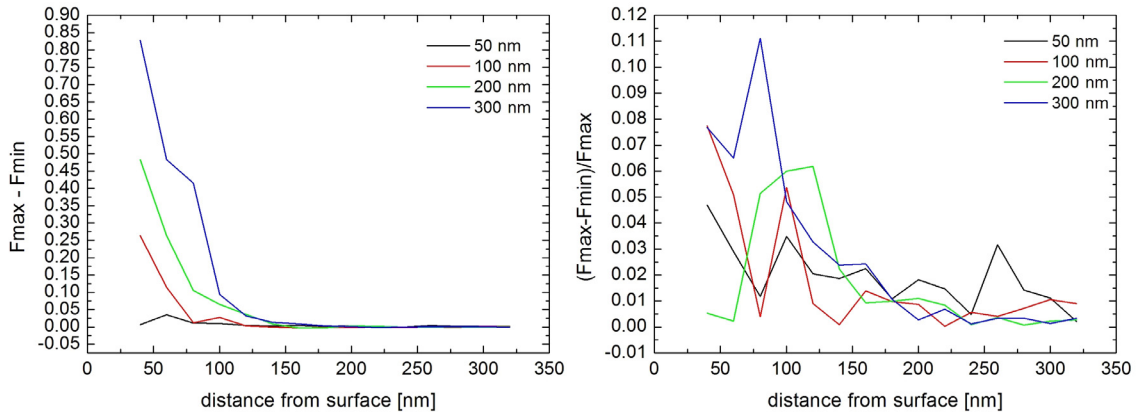 Fmax - Fmin
0.90
0.85
0.80
0.75
0.70
0.65
0.60
0.55
0.50
0.45
0.40
0.35
0.30
0.25
0.20
0.15
0.10
0.05
0.00
-0.05
50 nm
100 nm
200 nm
300 nm
0 50 100 150 200 250 300 350
distance from surface [nm]
(Fmax-Fmin)/Fmax
0.12
0.11
0.10
0.09
0.08
0.07
0.06
0.05
0.04
0.03
0.02
0.01
0.00
-0.01
50 nm
100 nm
200 nm
300 nm
0 50 100 150 200 250 300 350
distance from surface [nm]